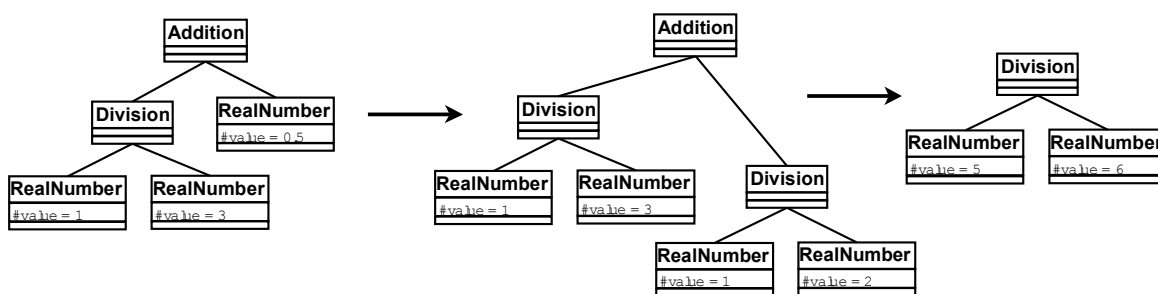 Addition
Division
RealNumber
#value = 0.5
RealNumber
#value = 1
RealNumber
#value = 3
Addition
Division
RealNumber
#value = 1
RealNumber
#value = 3
Division
RealNumber
#value = 1
RealNumber
#value = 2
Division
RealNumber
#value = 5
RealNumber
#value = 6